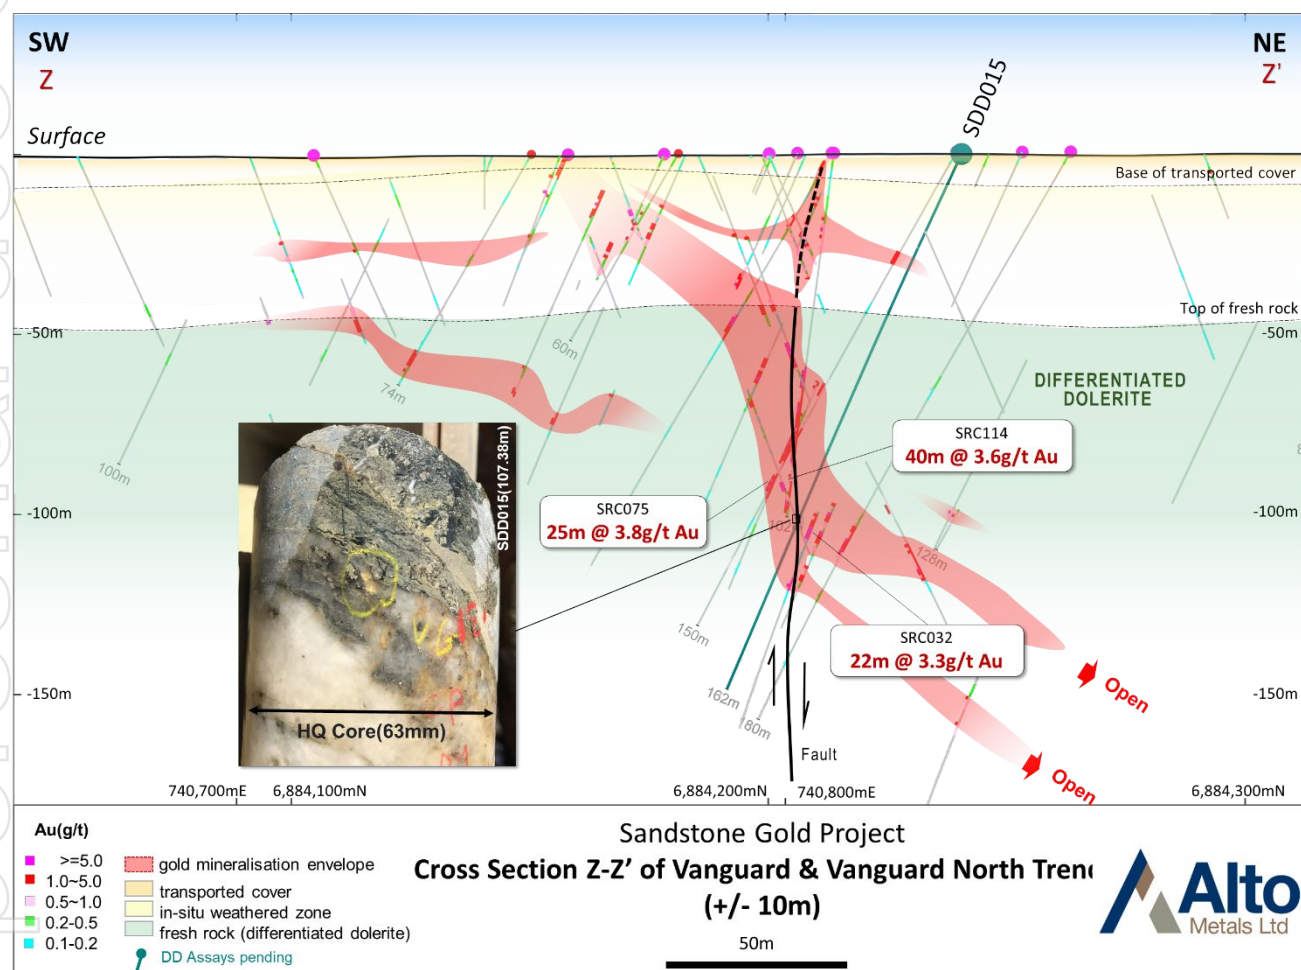 SW
NE
Z
Z'
SDD015
Surface
Base of transported cover
Top of fresh rock
-50m
-50m
60m
DIFFERENTIATED
DOLERITE
74m
100m
SDD015(107.38m)
SRC114
40m @ 3.6g/t Au
SRC075
25m @ 3.8g/t Au
-100m
-100m
128m
VG
150m
SRC032
22m @ 3.3g/t Au
-150m
-150m
162m
180m
HQ Core(63mm)
Fault
Open
Open
740,700mE
6,884,100mN
6,884,200mN
740,800mE
6,884,300mN
Au(g/t)
>=5.0
1.0~5.0
0.5~1.0
0.2-0.5
0.1-0.2
gold mineralisation envelope
transported cover
in-situ weathered zone
fresh rock (differentiated dolerite)
DD Assays pending
Sandstone Gold Project
Cross Section Z-Z' of Vanguard & Vanguard North Tren
(+/- 10m)
50m
Alto
Metals Ltd